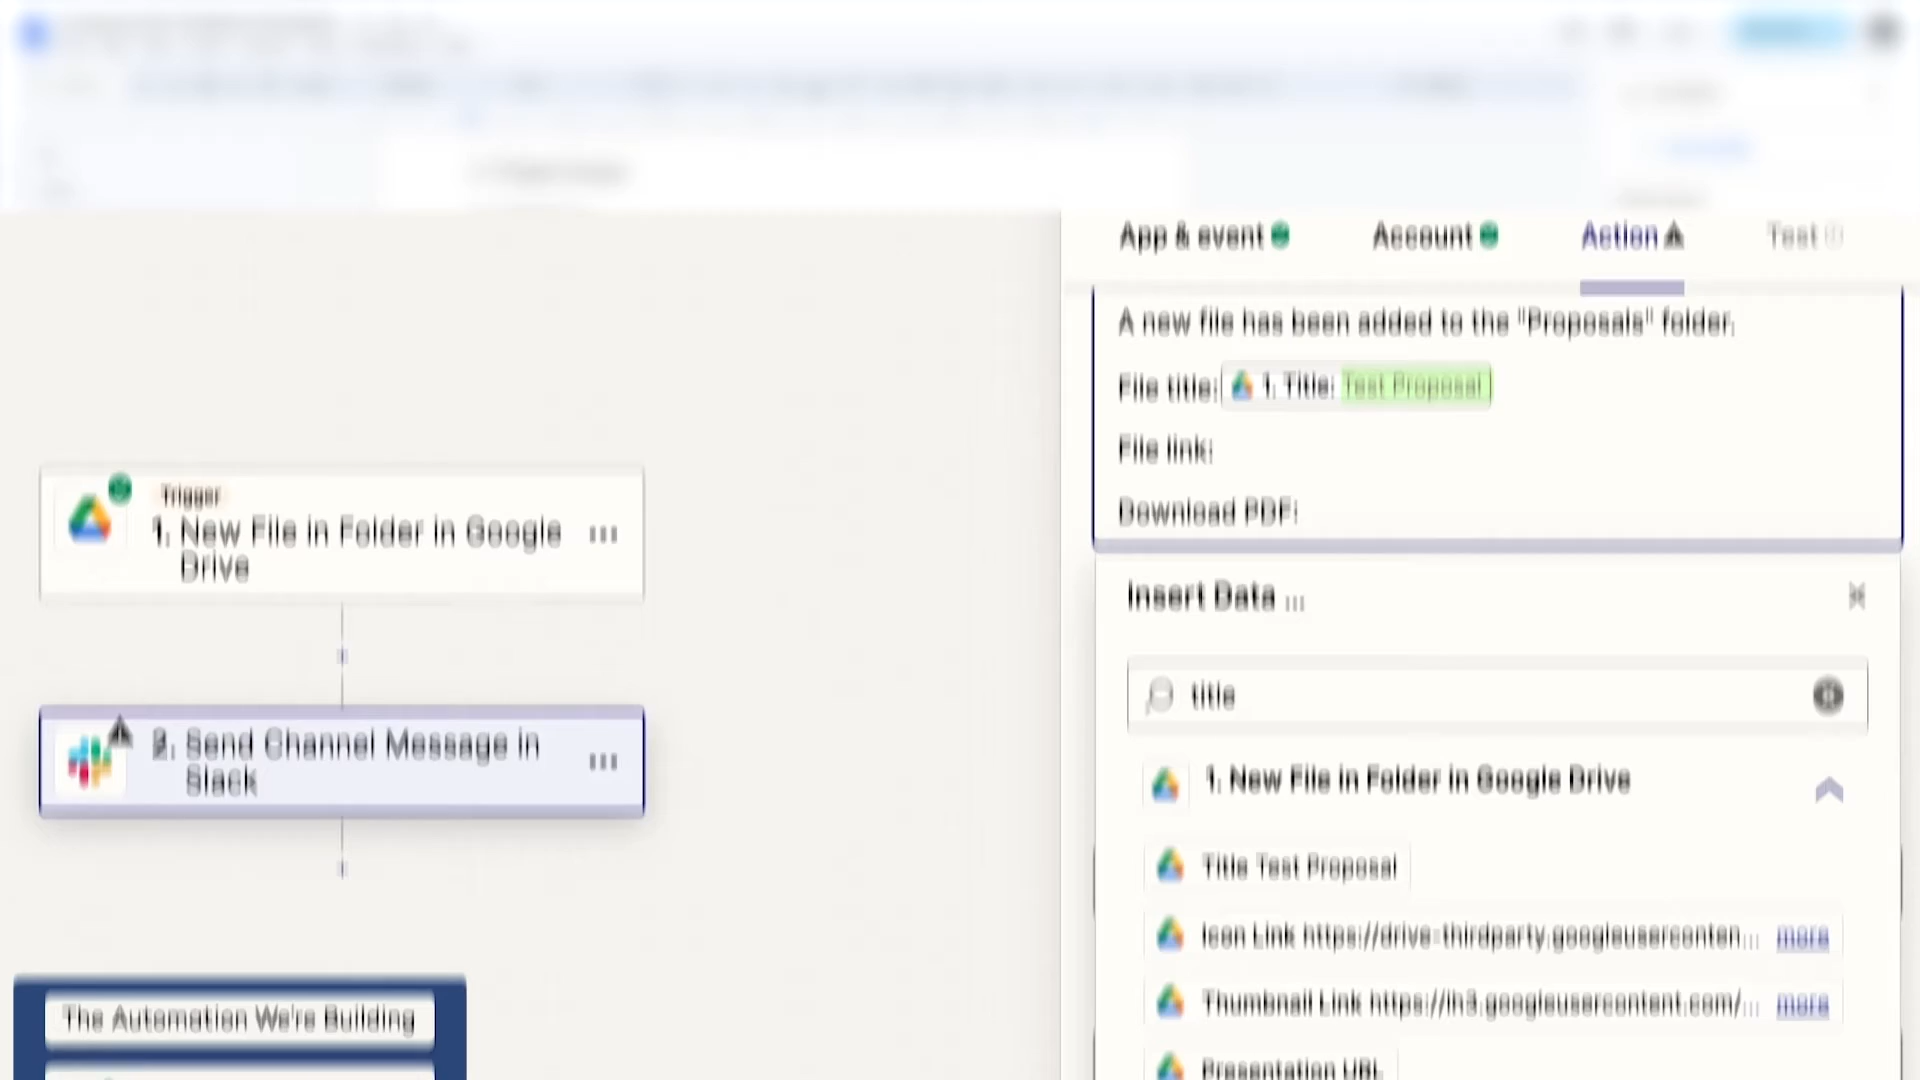 App & event
Account
Action
Test
A new file has been added to the "Proposals" folder.
File title: 1. Title: Test Proposal
File link:
Download PDF:
Trigger
1. New File in Folder in Google
Drive
2. Send Channel Message in
Slack
Insert Data ...
title
1. New File in Folder in Google Drive
Title Test Proposal
Icon Link https://drive-thirdparty.googleuserconten... more
Thumbnail Link https://lh3.googleusercontent.com/... more
Presentation URL
The Automation We're Building